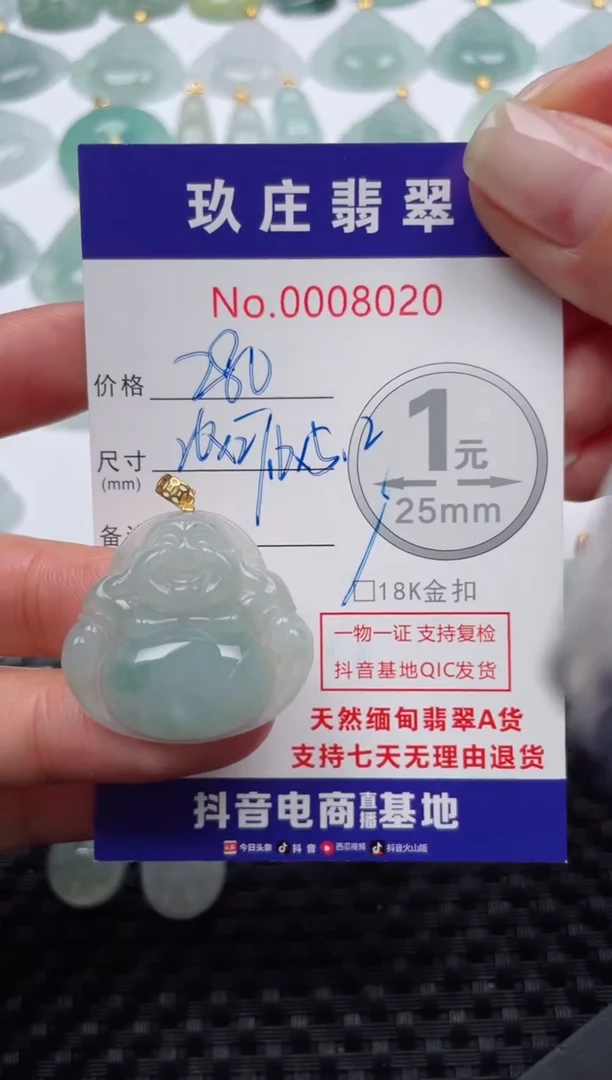 玖庄翡翠
No.0008020
价格 280
尺寸
(mm)
1元
25mm
备
□18K金扣
一物一证 支持复检
抖音基地QIC发货
天然缅甸翡翠A货
支持七天无理由退货
抖音电商直播基地
今日头条 抖音 西瓜视频 抖音火山版